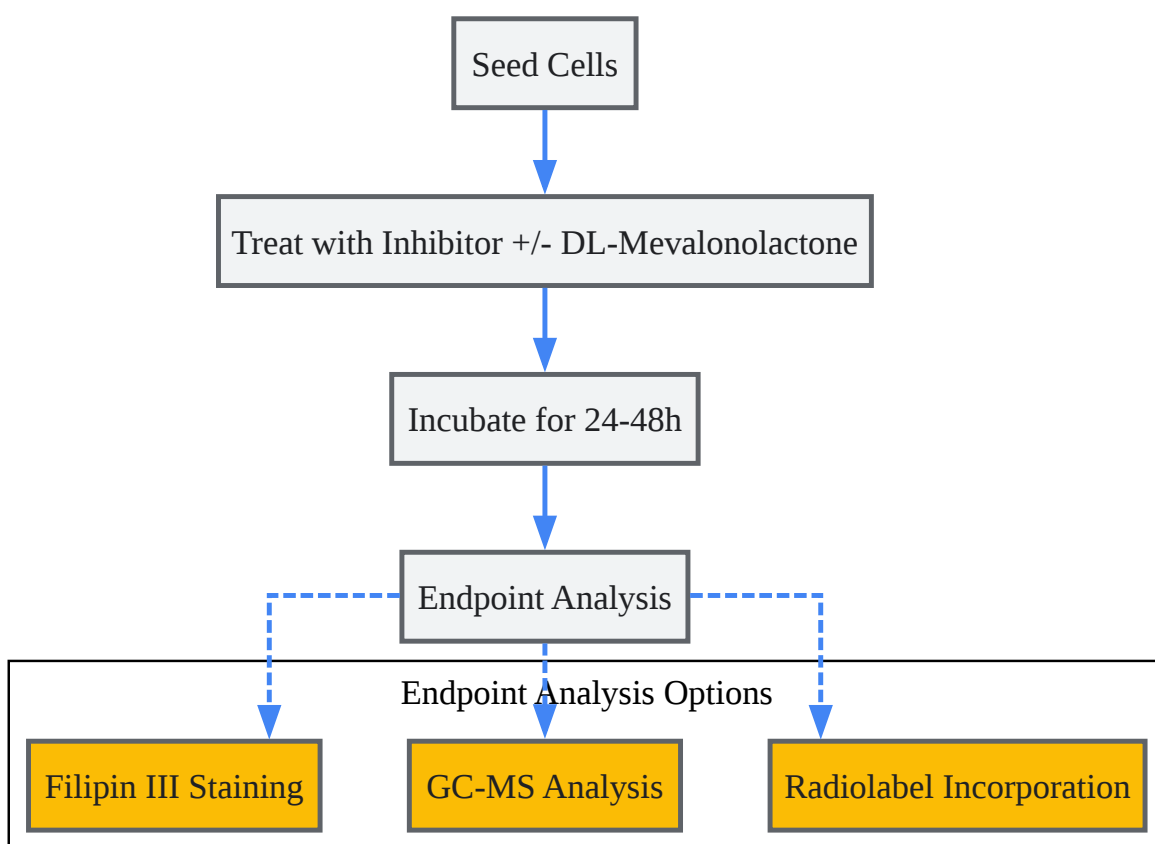 Seed Cells
Treat with Inhibitor +/- DL-Mevalonolactone
Incubate for 24-48h
Endpoint Analysis
Endpoint Analysis Options
Filipin III Staining
GC-MS Analysis
Radiolabel Incorporation